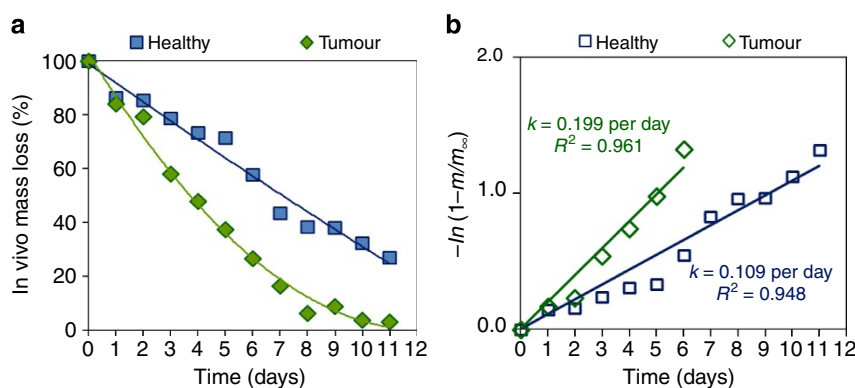 a
Healthy
Tumour
In vivo mass loss (%)
100
80
60
40
20
0
0 1 2 3 4 5 6 7 8 9 10 11 12
Time (days)
b
Healthy
Tumour
–In (1–m/m∞)
2.0
1.0
0.0
k = 0.199 per day
R² = 0.961
k = 0.109 per day
R² = 0.948
0 1 2 3 4 5 6 7 8 9 10 11 12
Time (days)